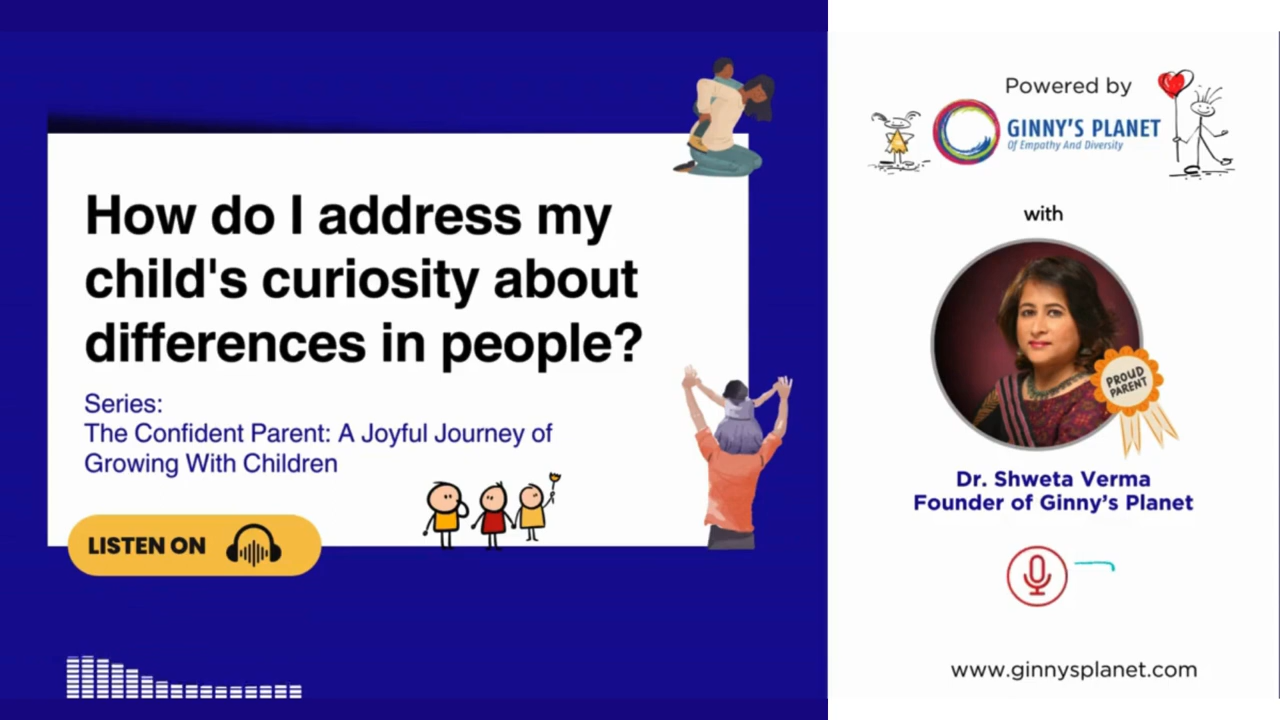 How do I address my
child's curiosity about
differences in people?
Series:
The Confident Parent: A Joyful Journey of
Growing With Children
LISTEN ON
Powered by
GINNY'S PLANET
Of Empathy And Diversity
with
PROUD
PARENT
Dr. Shweta Verma
Founder of Ginny's Planet
www.ginnysplanet.com